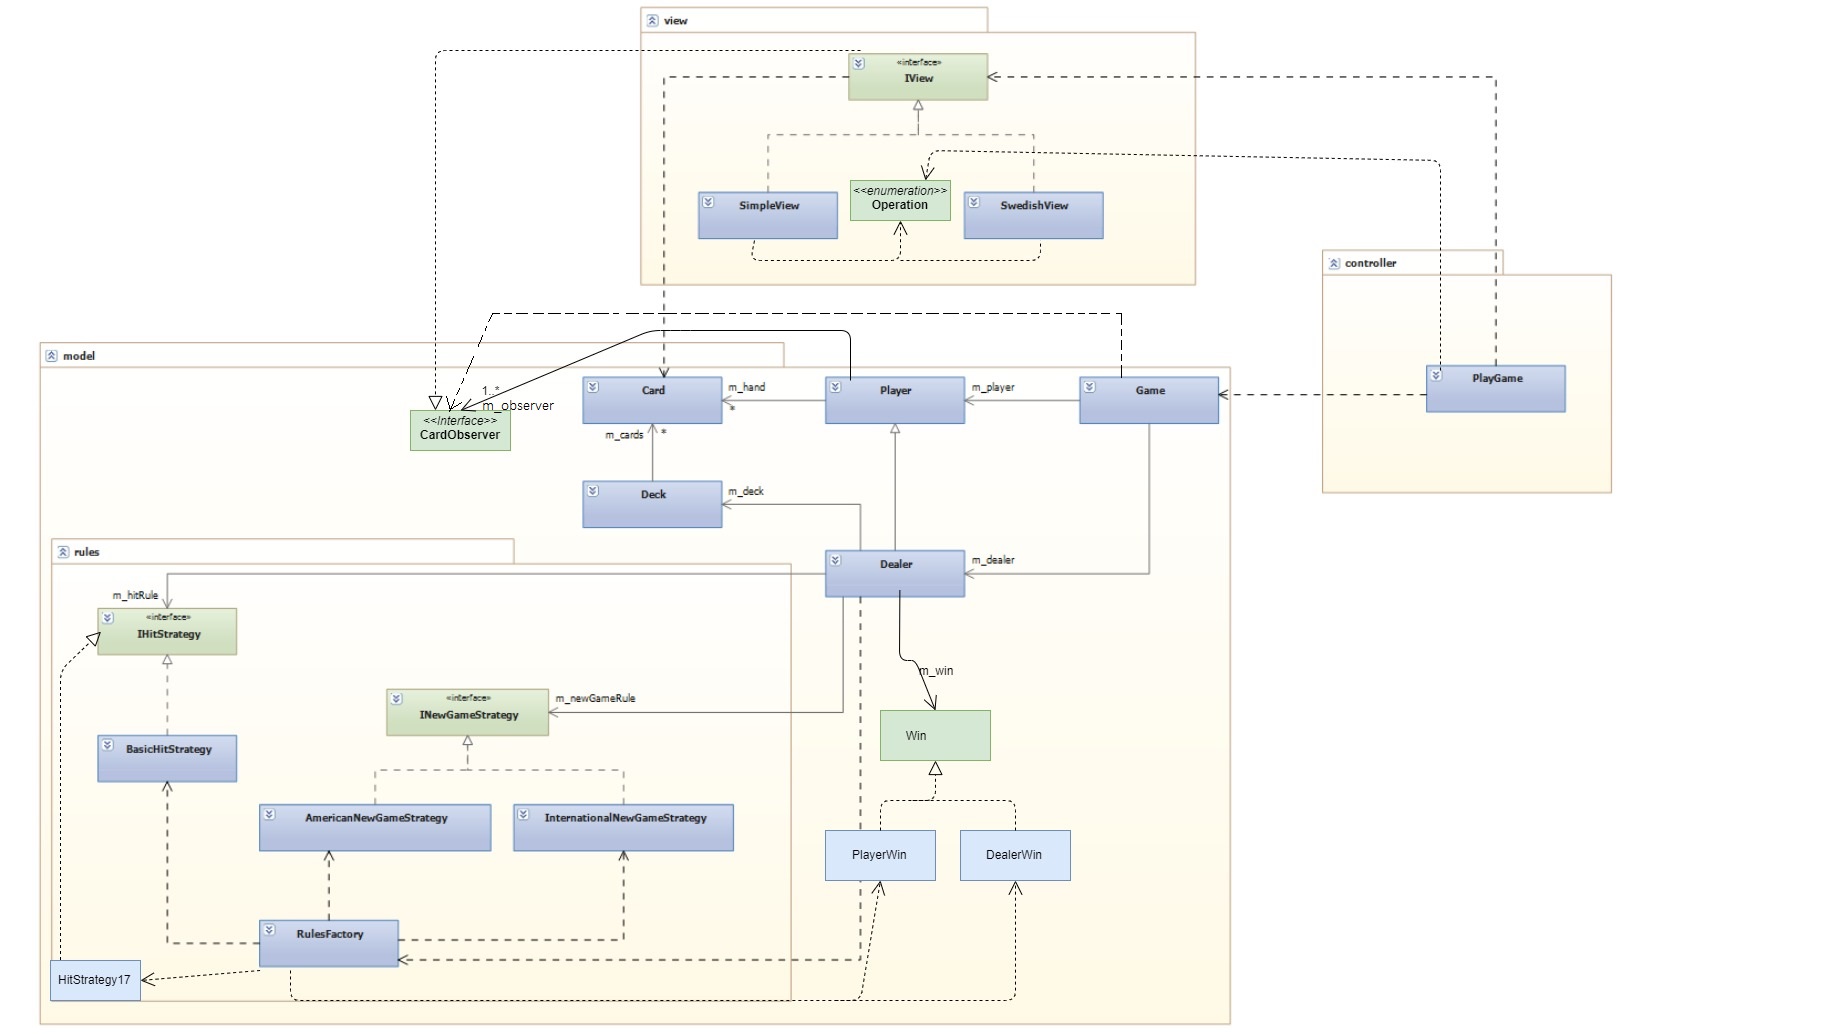 view
«interface»
IView
<<enumeration>>
Operation
SimpleView
SwedishView
controller
PlayGame
model
1..*
m_observer
<<Interface>>
CardObserver
Card
m_hand
*
Player
m_player
Game
m_cards
*
Deck
m_deck
rules
Dealer
m_dealer
m_hitRule
«interface»
IHitStrategy
m_win
«interface»
INewGameStrategy
m_newGameRule
Win
BasicHitStrategy
AmericanNewGameStrategy
InternationalNewGameStrategy
PlayerWin
DealerWin
RulesFactory
HitStrategy17